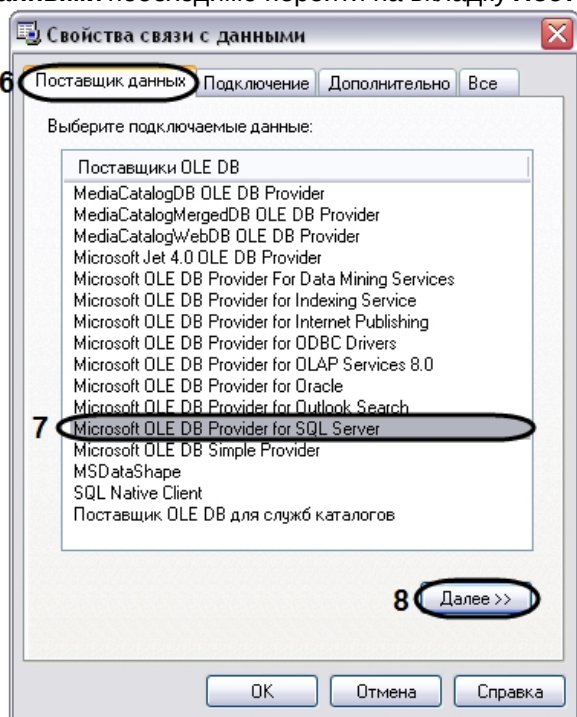 данными необходимо перейти на вкладку
Свойства связи с данными
6 Поставщик данных Подключение Дополнительно Все
Выберите подключаемые данные:
Поставщики OLE DB
MediaCatalogDB OLE DB Provider
MediaCatalogMergedDB OLE DB Provider
MediaCatalogWebDB OLE DB Provider
Microsoft Jet 4.0 OLE DB Provider
Microsoft OLE DB Provider For Data Mining Services
Microsoft OLE DB Provider for Indexing Service
Microsoft OLE DB Provider for Internet Publishing
Microsoft OLE DB Provider for ODBC Drivers
Microsoft OLE DB Provider for OLAP Services 8.0
Microsoft OLE DB Provider for Oracle
Microsoft OLE DB Provider for Outlook Search
7 Microsoft OLE DB Provider for SQL Server
Microsoft OLE DB Simple Provider
MSDataShape
SQL Native Client
Поставщик OLE DB для служб каталогов
8 Далее >>
OK Отмена Справка